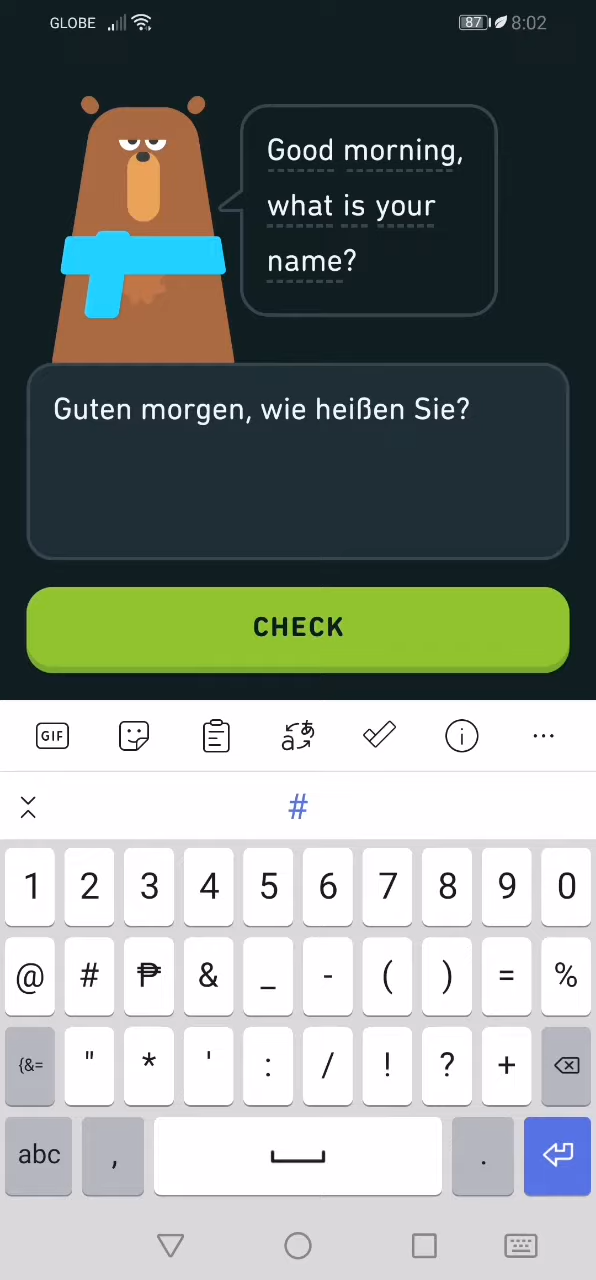 GLOBE 87 8:02
Good morning,
what is your
name?
Guten morgen, wie heißen Sie?
CHECK
GIF
#
1 2 3 4 5 6 7 8 9 0
@ # ₱ & _ - ( ) = %
{&= " * ' : / ! ? +
abc , .